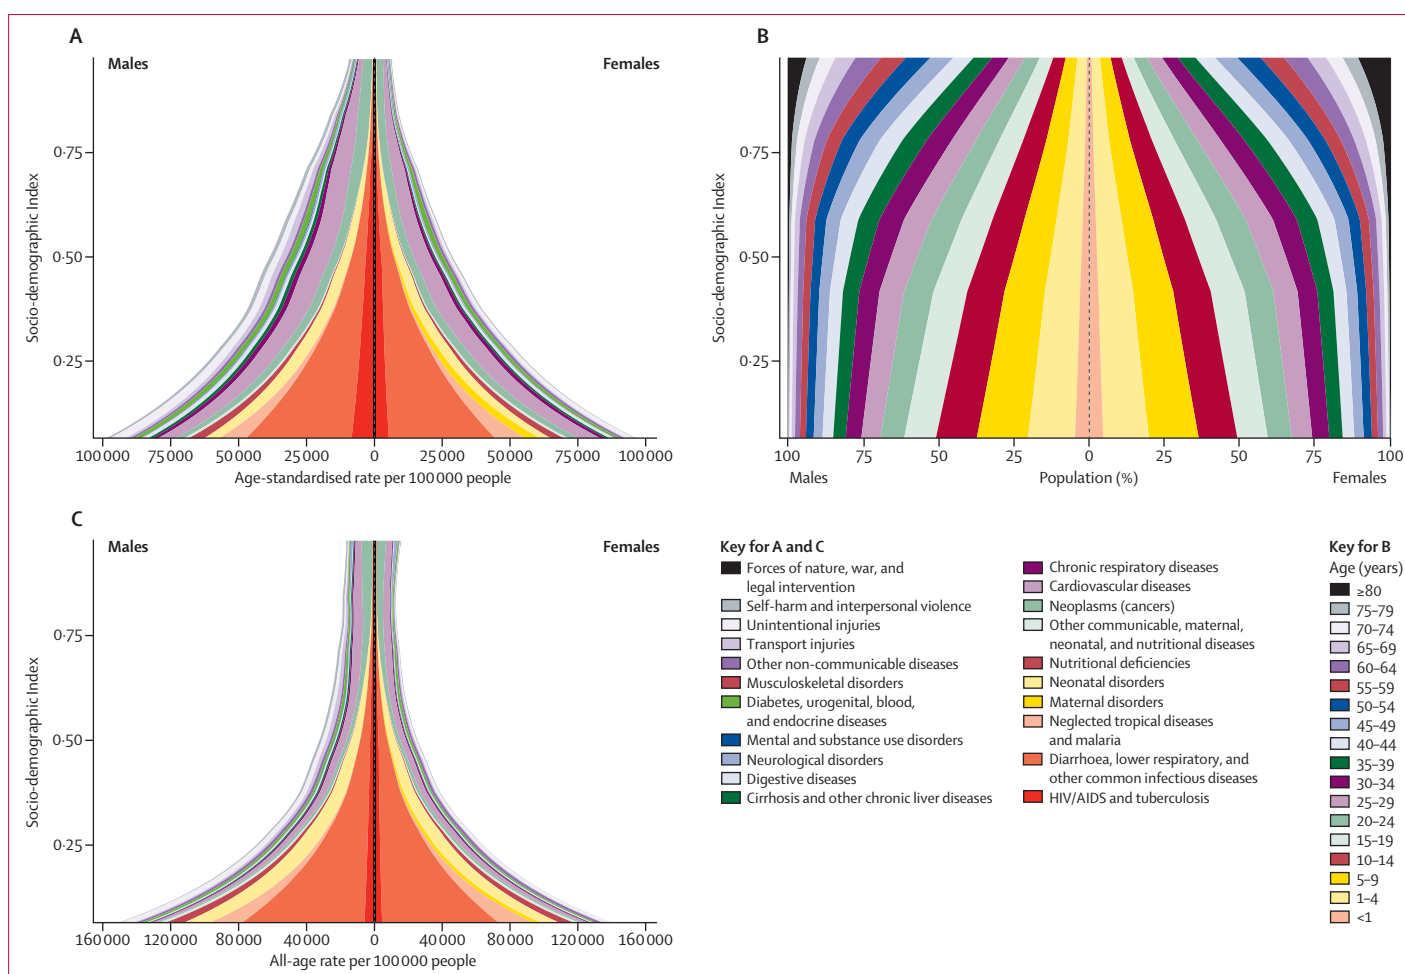 A
Males
Females
0·75
0·50
0·25
Socio-demographic Index
100 000 75 000 50 000 25 000 0 25 000 50 000 75 000 100 000
Age-standardised rate per 100 000 people
B
0·75
0·50
0·25
Socio-demographic Index
100 75 50 25 0 25 50 75 100
Males Population (%) Females
C
Males
Females
0·75
0·50
0·25
Socio-demographic Index
160 000 120 000 80 000 40 000 0 40 000 80 000 120 000 160 000
All-age rate per 100 000 people
Key for A and C
Forces of nature, war, and
legal intervention
Self-harm and interpersonal violence
Unintentional injuries
Transport injuries
Other non-communicable diseases
Musculoskeletal disorders
Diabetes, urogenital, blood,
and endocrine diseases
Mental and substance use disorders
Neurological disorders
Digestive diseases
Cirrhosis and other chronic liver diseases
Chronic respiratory diseases
Cardiovascular diseases
Neoplasms (cancers)
Other communicable, maternal,
neonatal, and nutritional diseases
Nutritional deficiencies
Neonatal disorders
Maternal disorders
Neglected tropical diseases
and malaria
Diarrhoea, lower respiratory, and
other common infectious diseases
HIV/AIDS and tuberculosis
Key for B
Age (years)
≥80
75–79
70–74
65–69
60–64
55–59
50–54
45–49
40–44
35–39
30–34
25–29
20–24
15–19
10–14
5–9
1–4
<1